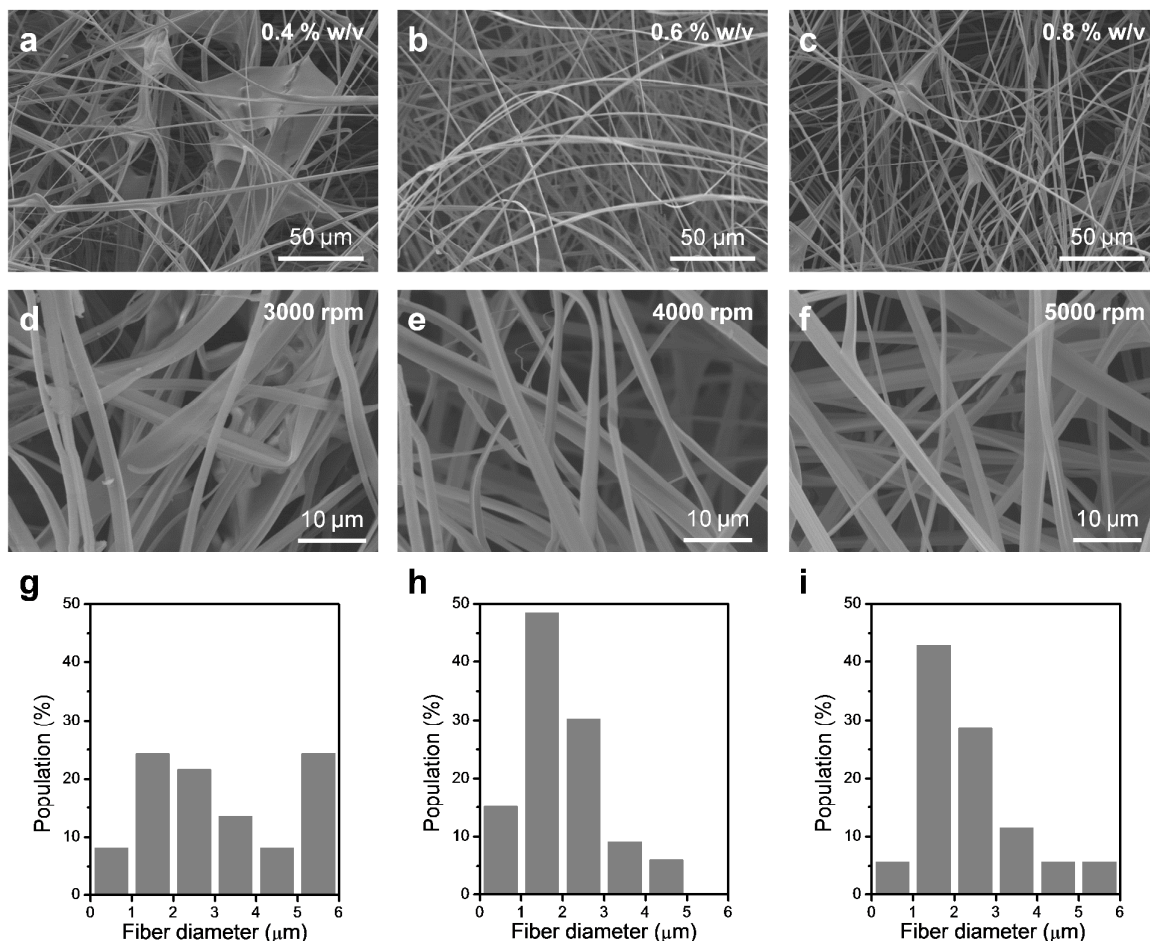 a 0.4 % w/v
b 0.6 % w/v
c 0.8 % w/v
50 µm
50 µm
50 µm
d 3000 rpm
e 4000 rpm
f 5000 rpm
10 µm
10 µm
10 µm
g
h
i
50
40
30
20
10
0
Population (%)
0 1 2 3 4 5 6
Fiber diameter (µm)
50
40
30
20
10
0
Population (%)
0 1 2 3 4 5 6
Fiber diameter (µm)
50
40
30
20
10
0
Population (%)
0 1 2 3 4 5 6
Fiber diameter (µm)